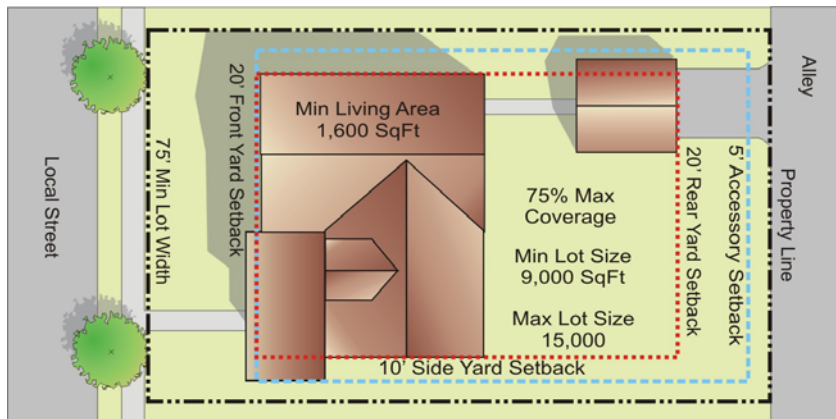 Local Street
75' Min Lot Width
20' Front Yard Setback
Min Living Area
1,600 SqFt
75% Max
Coverage
Min Lot Size
9,000 SqFt
Max Lot Size
15,000
10' Side Yard Setback
20' Rear Yard Setback
5' Accessory Setback
Property Line
Alley